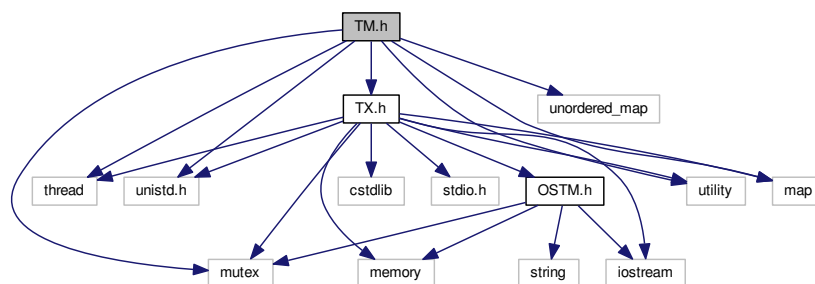 TM.h
TX.h
unordered_map
thread
unistd.h
cstdlib
stdio.h
OSTM.h
utility
map
mutex
memory
string
iostream